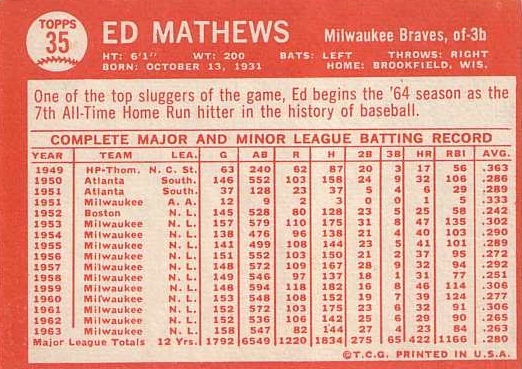 TOPPS
35
ED MATHEWS
Milwaukee Braves, of-3b
HT: 6'1" WT: 200 BATS: LEFT THROWS: RIGHT
BORN: OCTOBER 13, 1931 HOME: BROOKFIELD, WIS.
One of the top sluggers of the game, Ed begins the '64 season as the
7th All-Time Home Run hitter in the history of baseball.
COMPLETE MAJOR AND MINOR LEAGUE BATTING RECORD
YEAR TEAM LEA. G AB R H 2B 3B HR RBI AVG.
1949 HP-Thom. N. C. St. 63 240 62 87 20 3 17 56 .363
1950 Atlanta South. 146 552 103 158 24 9 32 106 .286
1951 Atlanta South. 37 128 23 37 5 4 6 29 .289
1951 Milwaukee A. A. 12 9 2 3 0 0 1 5 .333
1952 Boston N. L. 145 528 80 128 23 5 25 58 .242
1953 Milwaukee N. L. 157 579 110 175 31 8 47 135 .302
1954 Milwaukee N. L. 138 476 96 138 21 4 40 103 .290
1955 Milwaukee N. L. 141 499 108 144 23 5 41 101 .289
1956 Milwaukee N. L. 151 552 103 150 21 2 37 95 .272
1957 Milwaukee N. L. 148 572 109 167 28 9 32 94 .292
1958 Milwaukee N. L. 149 546 97 137 18 1 31 77 .251
1959 Milwaukee N. L. 148 594 118 182 16 8 46 114 .306
1960 Milwaukee N. L. 153 548 108 152 19 7 39 124 .277
1961 Milwaukee N. L. 152 572 103 175 23 6 32 91 .306
1962 Milwaukee N. L. 152 536 106 142 25 6 29 90 .265
1963 Milwaukee N. L. 158 547 82 144 27 4 23 84 .263
Major League Totals 12 Yrs. 1792 6549 1220 1834 275 65 422 1166 .280
©T.C.G. PRINTED IN U.S.A.